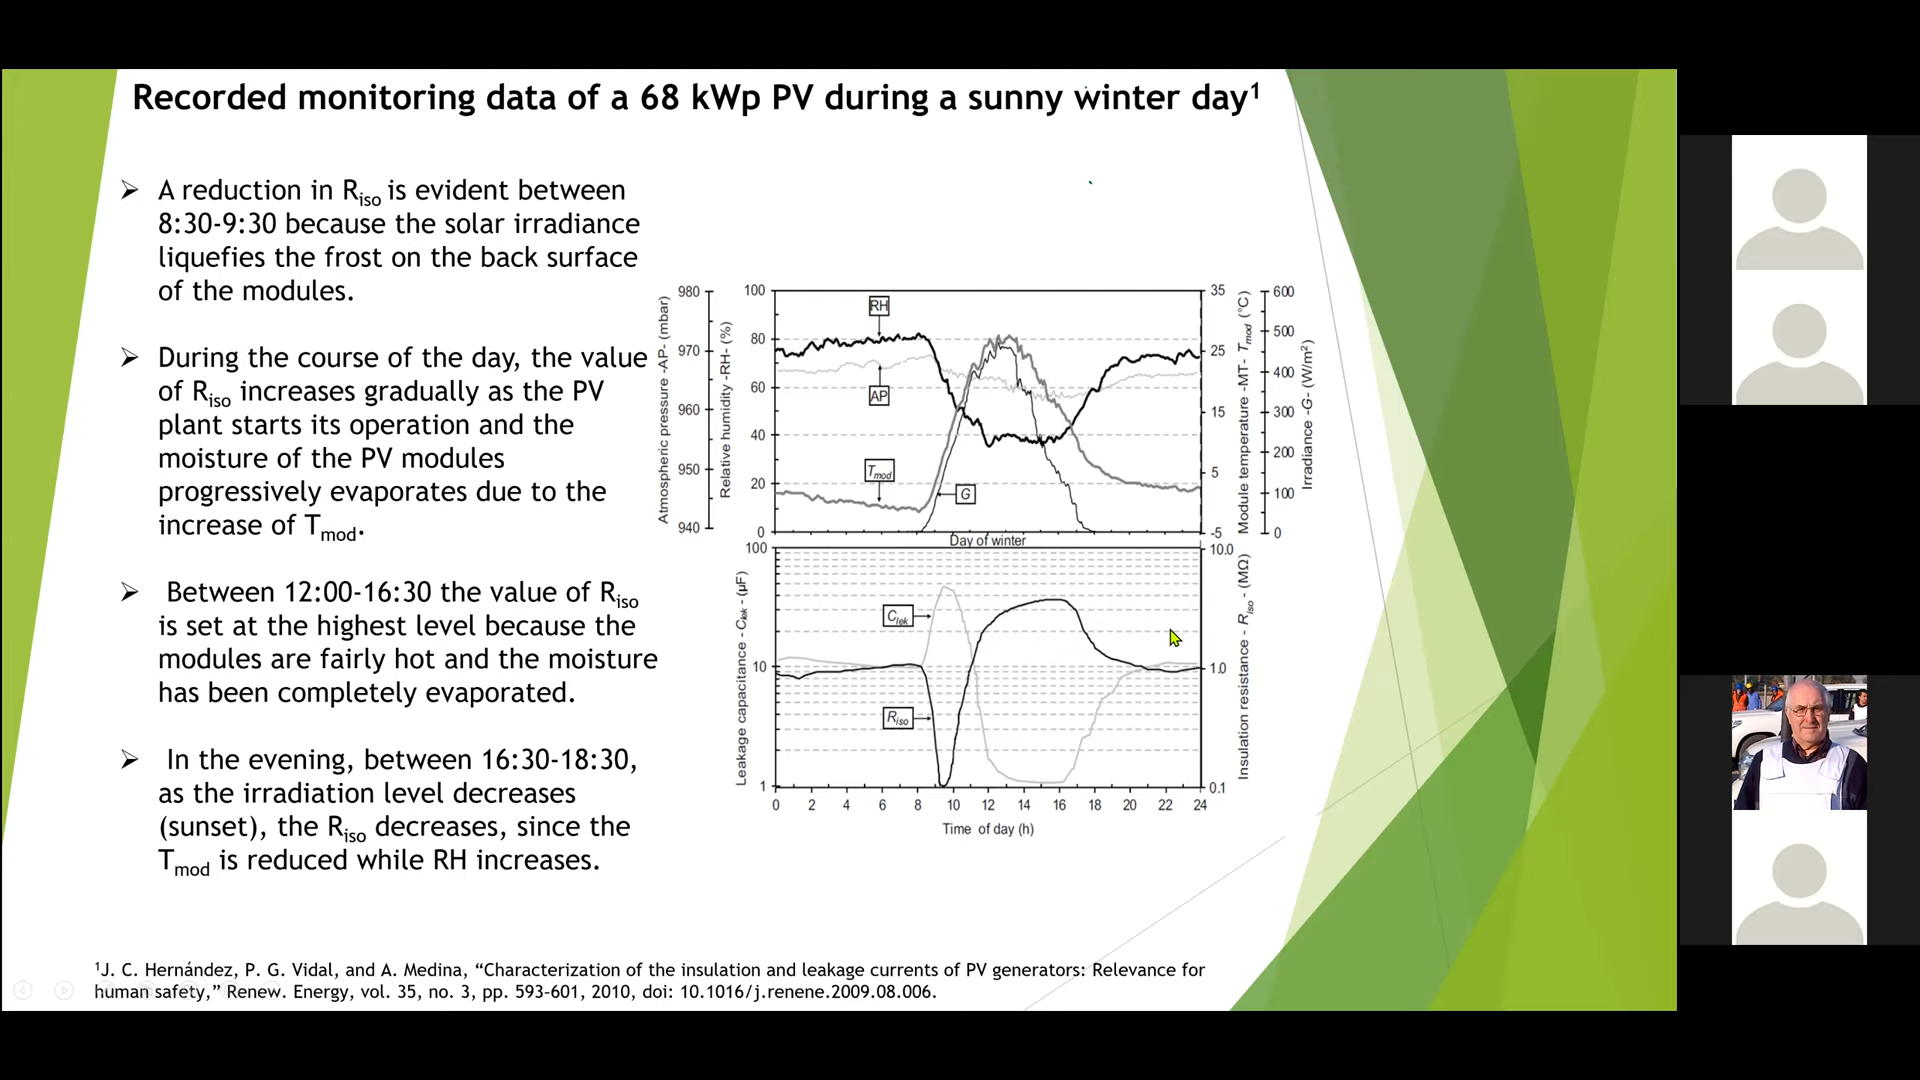 Recorded monitoring data of a 68 kWp PV during a sunny winter day¹
➢ A reduction in Riso is evident between
8:30-9:30 because the solar irradiance
liquefies the frost on the back surface
of the modules.
➢ During the course of the day, the value
of Riso increases gradually as the PV
plant starts its operation and the
moisture of the PV modules
progressively evaporates due to the
increase of Tmod.
➢ Between 12:00-16:30 the value of Riso
is set at the highest level because the
modules are fairly hot and the moisture
has been completely evaporated.
➢ In the evening, between 16:30-18:30,
as the irradiation level decreases
(sunset), the Riso decreases, since the
Tmod is reduced while RH increases.
Atmospheric pressure -AP- (mbar)
980
970
960
950
940
Relative humidity -RH- (%)
100
80
60
40
20
0
RH
AP
Tmod
G
35
25
15
5
-5
Module temperature -MT- Tmod (°C)
600
500
400
300
200
100
0
Irradiance -G- (W/m²)
Day of winter
Leakage capacitance - Clek - (µF)
100
10
1
Clek
Riso
10.0
1.0
0.1
Insulation resistance - Riso - (MΩ)
0 2 4 6 8 10 12 14 16 18 20 22 24
Time of day (h)
¹J. C. Hernández, P. G. Vidal, and A. Medina, “Characterization of the insulation and leakage currents of PV generators: Relevance for
human safety,” Renew. Energy, vol. 35, no. 3, pp. 593–601, 2010, doi: 10.1016/j.renene.2009.08.006.